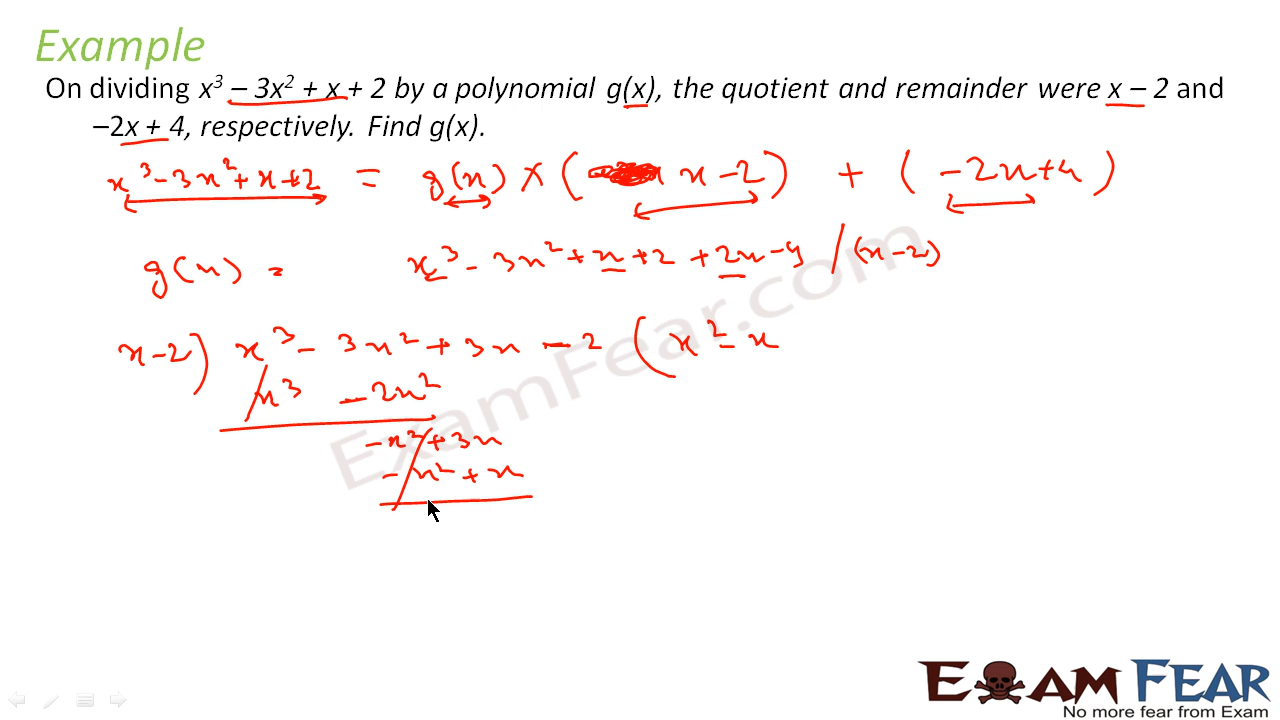 Example
On dividing x³ – 3x² + x + 2 by a polynomial g(x), the quotient and remainder were x – 2 and
–2x + 4, respectively. Find g(x).
x³ - 3x² + x + 2 = g(x) × ( x - 2 ) + ( -2x + 4 )
g(x) = x³ - 3x² + x + 2 + 2x - 4 / (x - 2)
x - 2 ) x³ - 3x² + 3x - 2 ( x² - x
x³ - 2x²
- x² + 3x
- x² + x
ExamFear.com
EXAM FEAR
No more fear from Exam